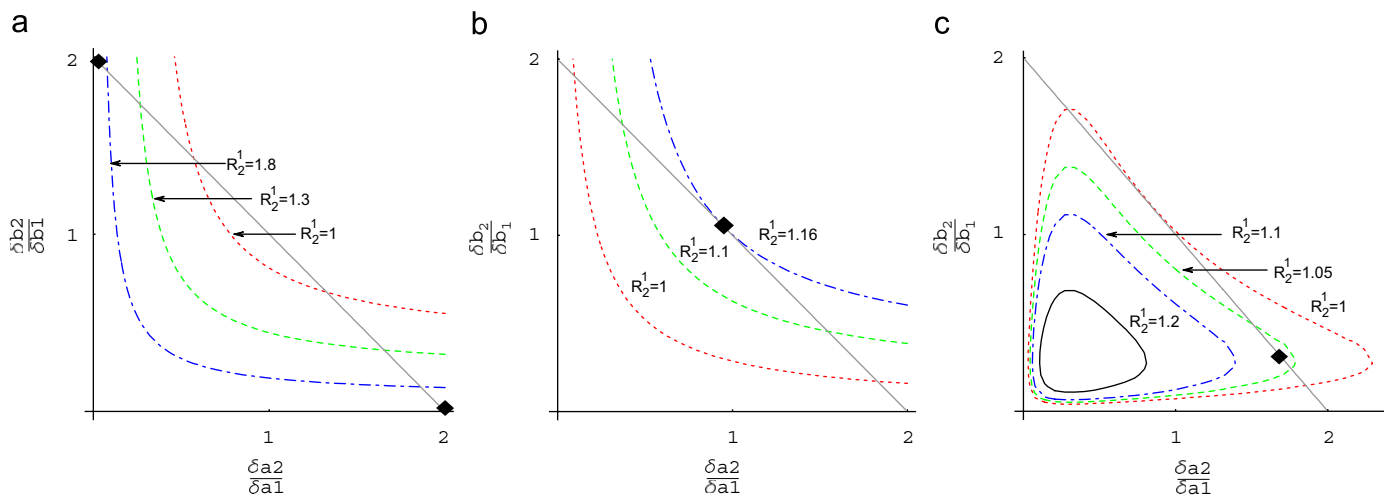 a
b
c
2
1
δb2
δb1
R₂¹=1.8
R₂¹=1.3
R₂¹=1
1
2
δa2
δa1
2
1
δb₂
δb₁
R₂¹=1.16
R₂¹=1.1
R₂¹=1
1
2
δa2
δa1
2
1
δb₂
δb₁
R₂¹=1.1
R₂¹=1.05
R₂¹=1
R₂¹=1.2
1
2
δa2
δa1